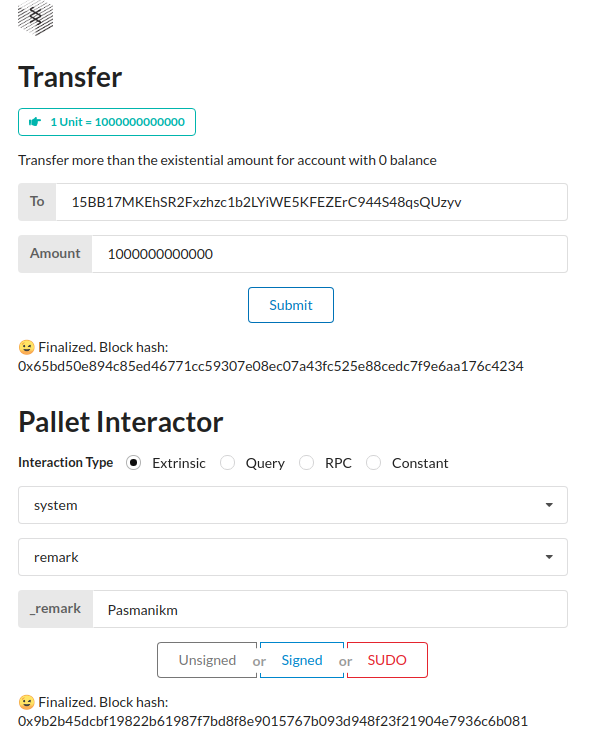 Transfer
1 Unit = 1000000000000
Transfer more than the existential amount for account with 0 balance
To 15BB17MKEhSR2Fxzhzc1b2LYiWE5KFEZErC944S48qsQUzyv
Amount 1000000000000
Submit
😉 Finalized. Block hash:
0x65bd50e894c85ed46771cc59307e08ec07a43fc525e88cedc7f9e6aa176c4234
Pallet Interactor
Interaction Type Extrinsic Query RPC Constant
system
remark
_remark Pasmanikm
Unsigned or Signed or SUDO
😉 Finalized. Block hash:
0x9b2b45dcbf19822b61987f7bd8f8e9015767b093d948f23f21904e7936c6b081